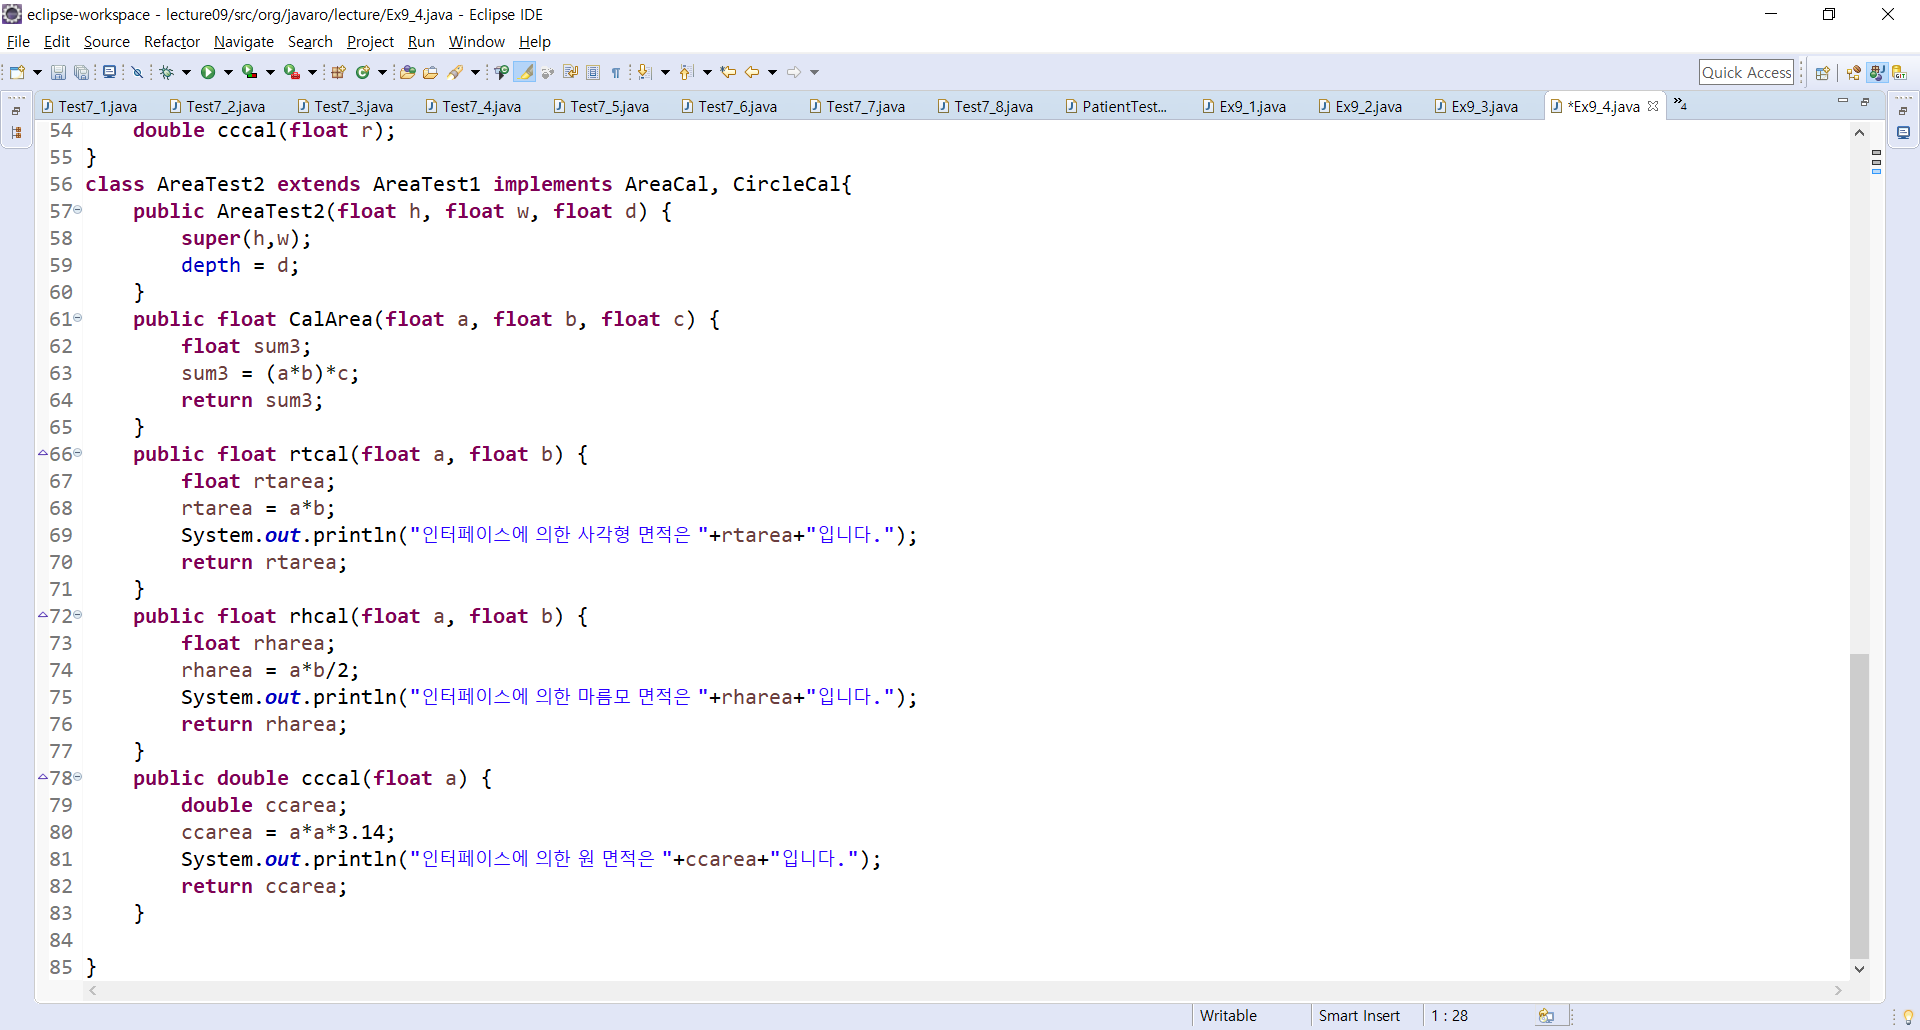 eclipse-workspace - lecture09/src/org/javaro/lecture/Ex9_4.java - Eclipse IDE
File Edit Source Refactor Navigate Search Project Run Window Help
Quick Access
Test7_1.java Test7_2.java Test7_3.java Test7_4.java Test7_5.java Test7_6.java Test7_7.java Test7_8.java PatientTest... Ex9_1.java Ex9_2.java Ex9_3.java *Ex9_4.java »4
54     double cccal(float r);
55 }
56 class AreaTest2 extends AreaTest1 implements AreaCal, CircleCal{
57     public AreaTest2(float h, float w, float d) {
58         super(h,w);
59         depth = d;
60     }
61     public float CalArea(float a, float b, float c) {
62         float sum3;
63         sum3 = (a*b)*c;
64         return sum3;
65     }
66     public float rtcal(float a, float b) {
67         float rtarea;
68         rtarea = a*b;
69         System.out.println("인터페이스에 의한 사각형 면적은 "+rtarea+"입니다.");
70         return rtarea;
71     }
72     public float rhcal(float a, float b) {
73         float rharea;
74         rharea = a*b/2;
75         System.out.println("인터페이스에 의한 마름모 면적은 "+rharea+"입니다.");
76         return rharea;
77     }
78     public double cccal(float a) {
79         double ccarea;
80         ccarea = a*a*3.14;
81         System.out.println("인터페이스에 의한 원 면적은 "+ccarea+"입니다.");
82         return ccarea;
83     }
84
85 }
Writable Smart Insert 1 : 28